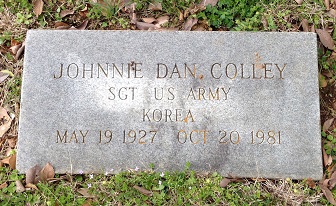 JOHNNIE DAN COLLEY
SGT US ARMY
KOREA
MAY 19 1927 OCT 20 1981